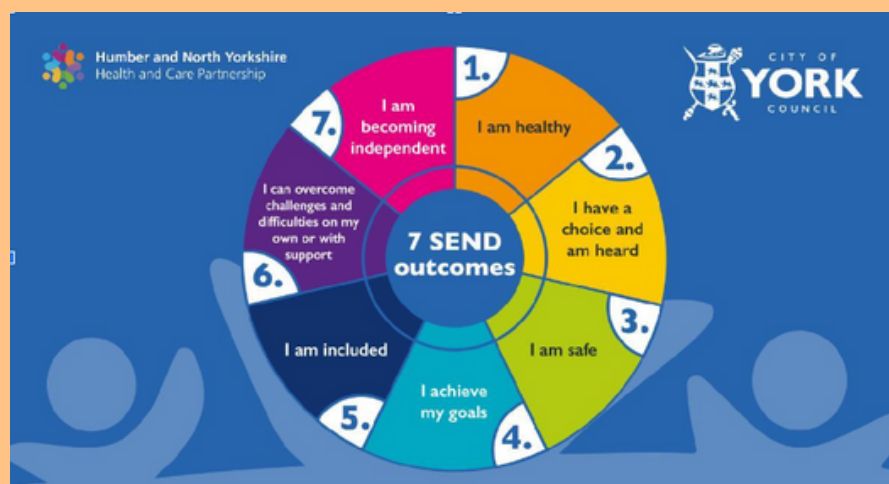 Humber and North Yorkshire
Health and Care Partnership
CITY OF
YORK
COUNCIL
7 SEND
outcomes
1.
I am healthy
2.
I have a
choice and
am heard
3.
I am safe
4.
I achieve
my goals
5.
I am included
6.
I can overcome
challenges and
difficulties on my
own or with
support
7.
I am
becoming
independent